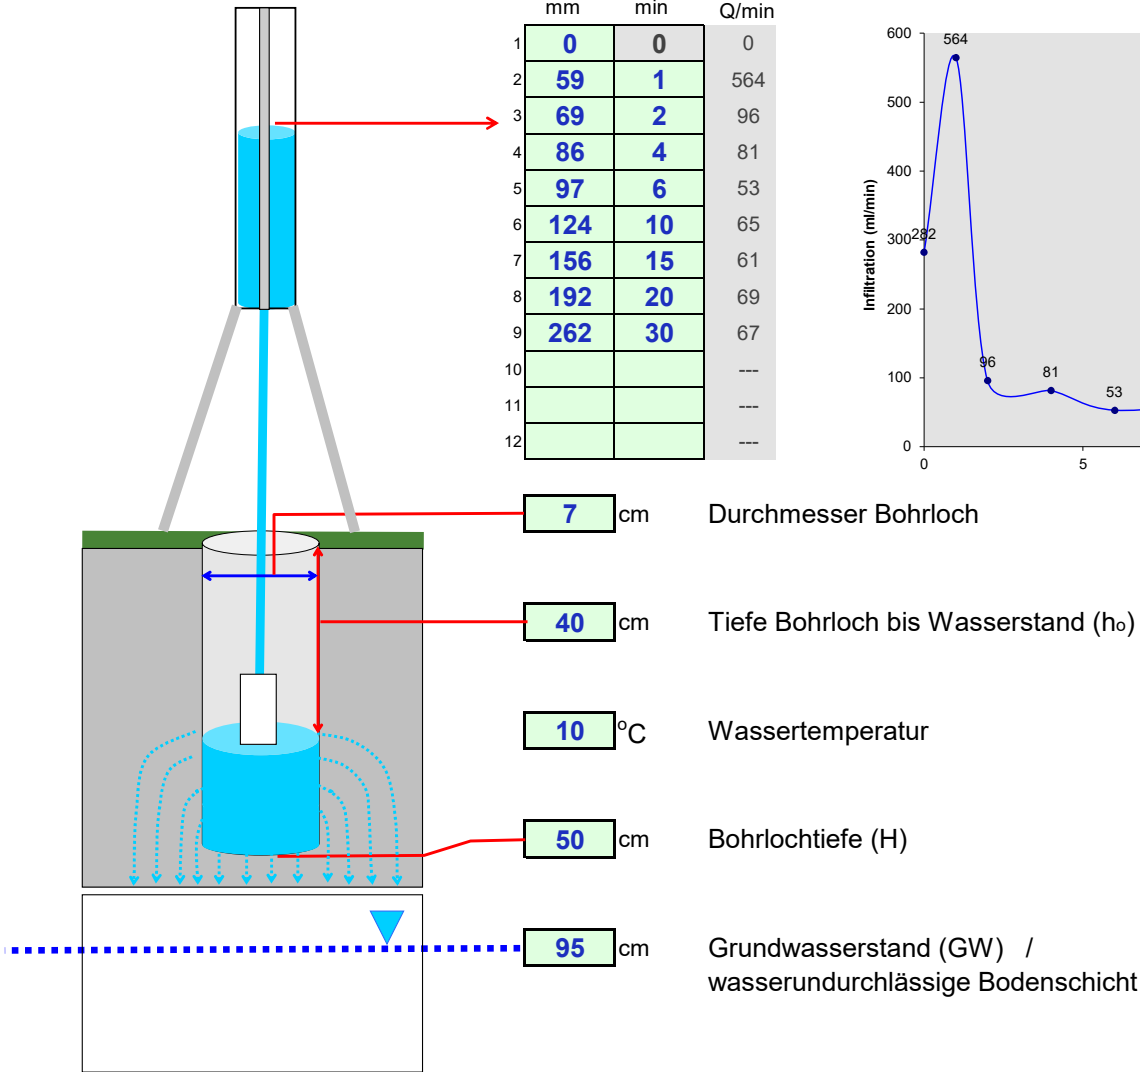 mm min Q/min
1 0 0 0
2 59 1 564
3 69 2 96
4 86 4 81
5 97 6 53
6 124 10 65
7 156 15 61
8 192 20 69
9 262 30 67
10 ---
11 ---
12 ---
Infiltration (ml/min)
600
500
400
300
200
100
0
0 5
282
564
96
81
53
7 cm Durchmesser Bohrloch
40 cm Tiefe Bohrloch bis Wasserstand (ho)
10 °C Wassertemperatur
50 cm Bohrlochtiefe (H)
95 cm Grundwasserstand (GW) /
wasserundurchlässige Bodenschicht